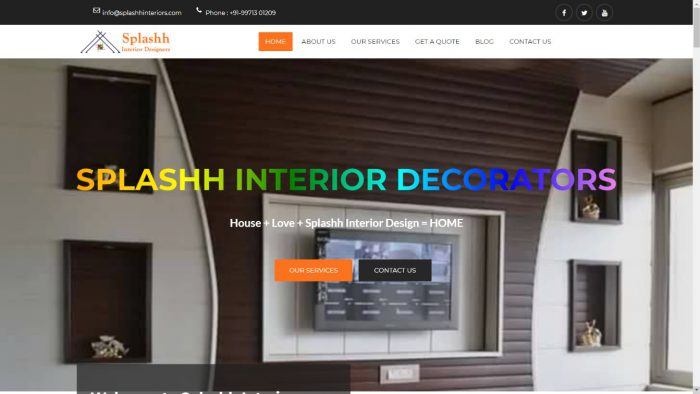 info@splashhinteriors.com
Phone : +91-99713 01209
Splashh
Interior Designers
HOME
ABOUT US
OUR SERVICES
GET A QUOTE
BLOG
CONTACT US
SPLASHH INTERIOR DECORATORS
House + Love + Splashh Interior Design = HOME
OUR SERVICES
CONTACT US